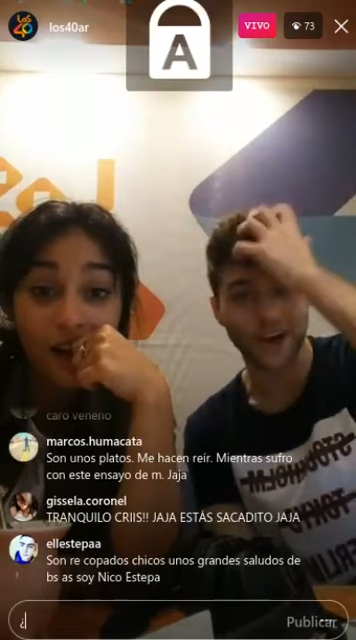 LOS
40
los40ar
A
VIVO
73
caro veneno
marcos.humacata
Son unos platos. Me hacen reír. Mientras sufro
con este ensayo de m. Jaja
gissela.coronel
TRANQUILO CRIIS!! JAJA ESTÁS SACADITO JAJA
ellestepaa
Son re copados chicos unos grandes saludos de
bs as soy Nico Estepa
¿
Publicar